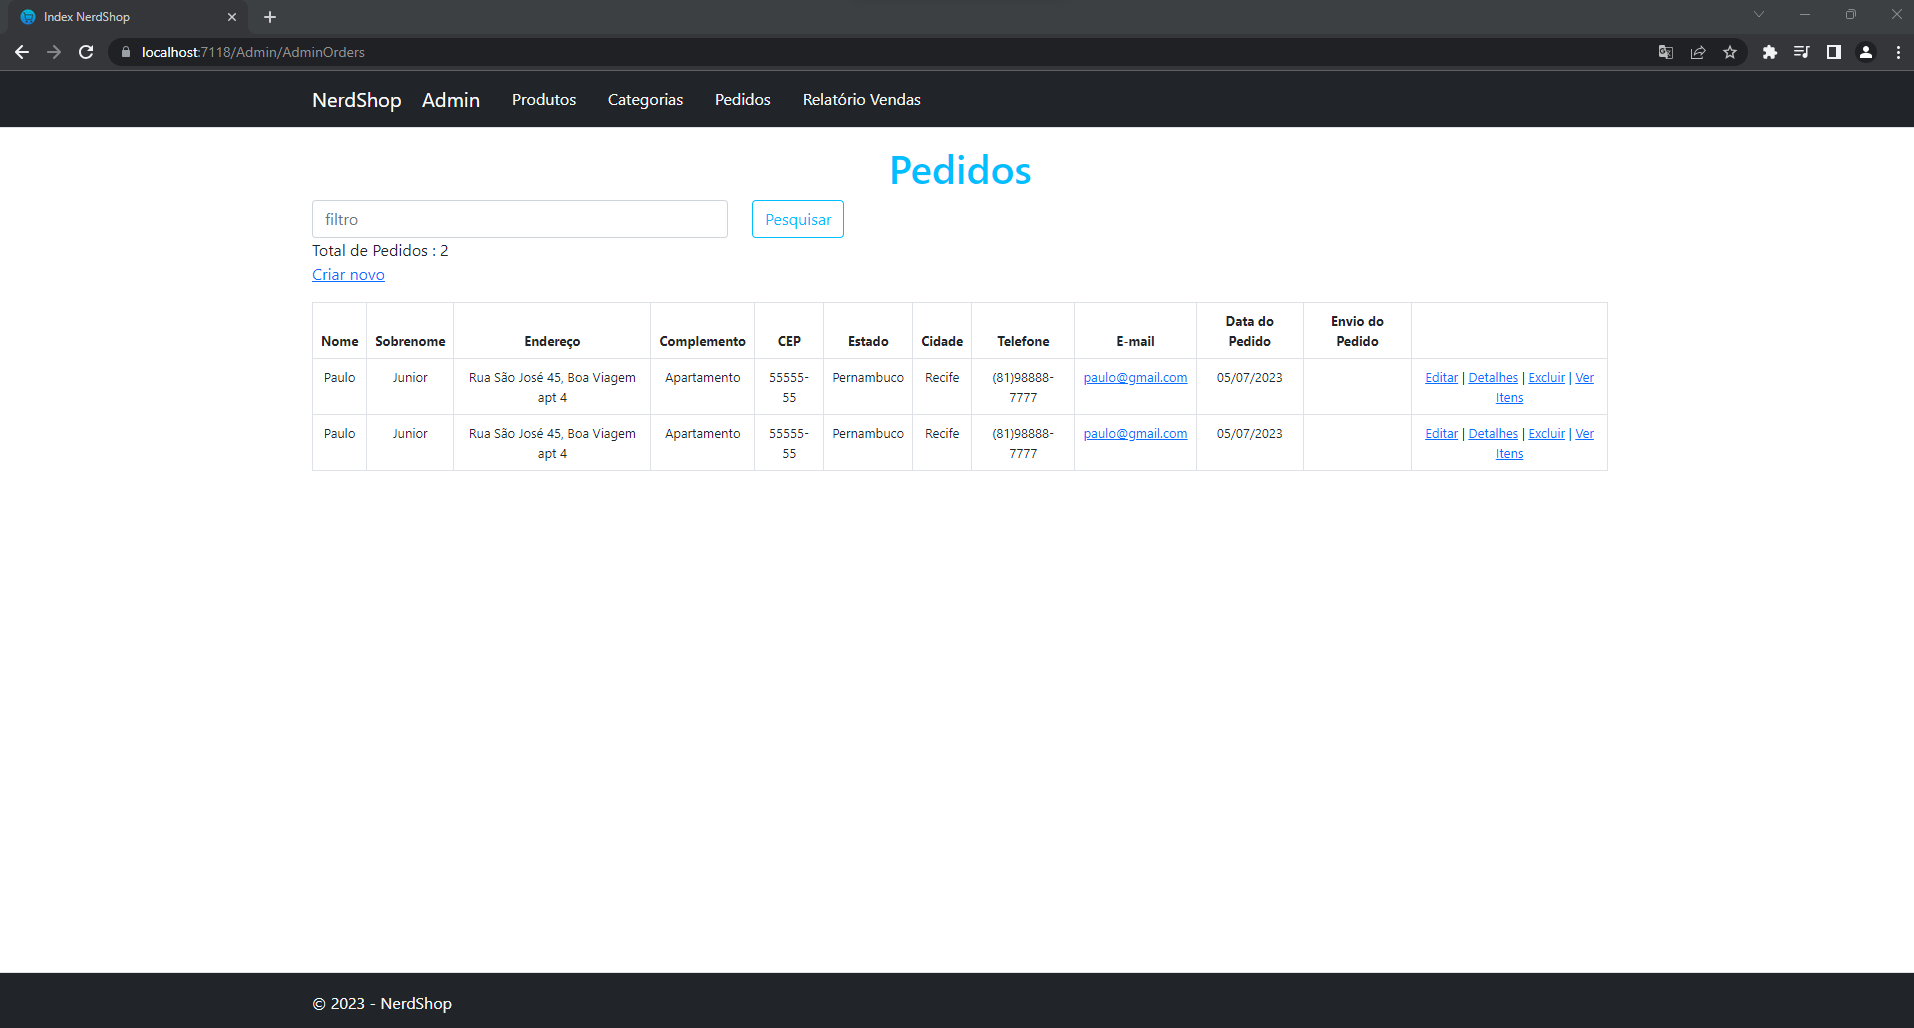 Index NerdShop
localhost:7118/Admin/AdminOrders
NerdShop Admin Produtos Categorias Pedidos Relatório Vendas
Pedidos
filtro Pesquisar
Total de Pedidos : 2
Criar novo
Nome Sobrenome Endereço Complemento CEP Estado Cidade Telefone E-mail Data do Pedido Envio do Pedido
Paulo Junior Rua São José 45, Boa Viagem apt 4 Apartamento 55555-55 Pernambuco Recife (81)98888-7777 paulo@gmail.com 05/07/2023 Editar | Detalhes | Excluir | Ver Itens
Paulo Junior Rua São José 45, Boa Viagem apt 4 Apartamento 55555-55 Pernambuco Recife (81)98888-7777 paulo@gmail.com 05/07/2023 Editar | Detalhes | Excluir | Ver Itens
© 2023 - NerdShop